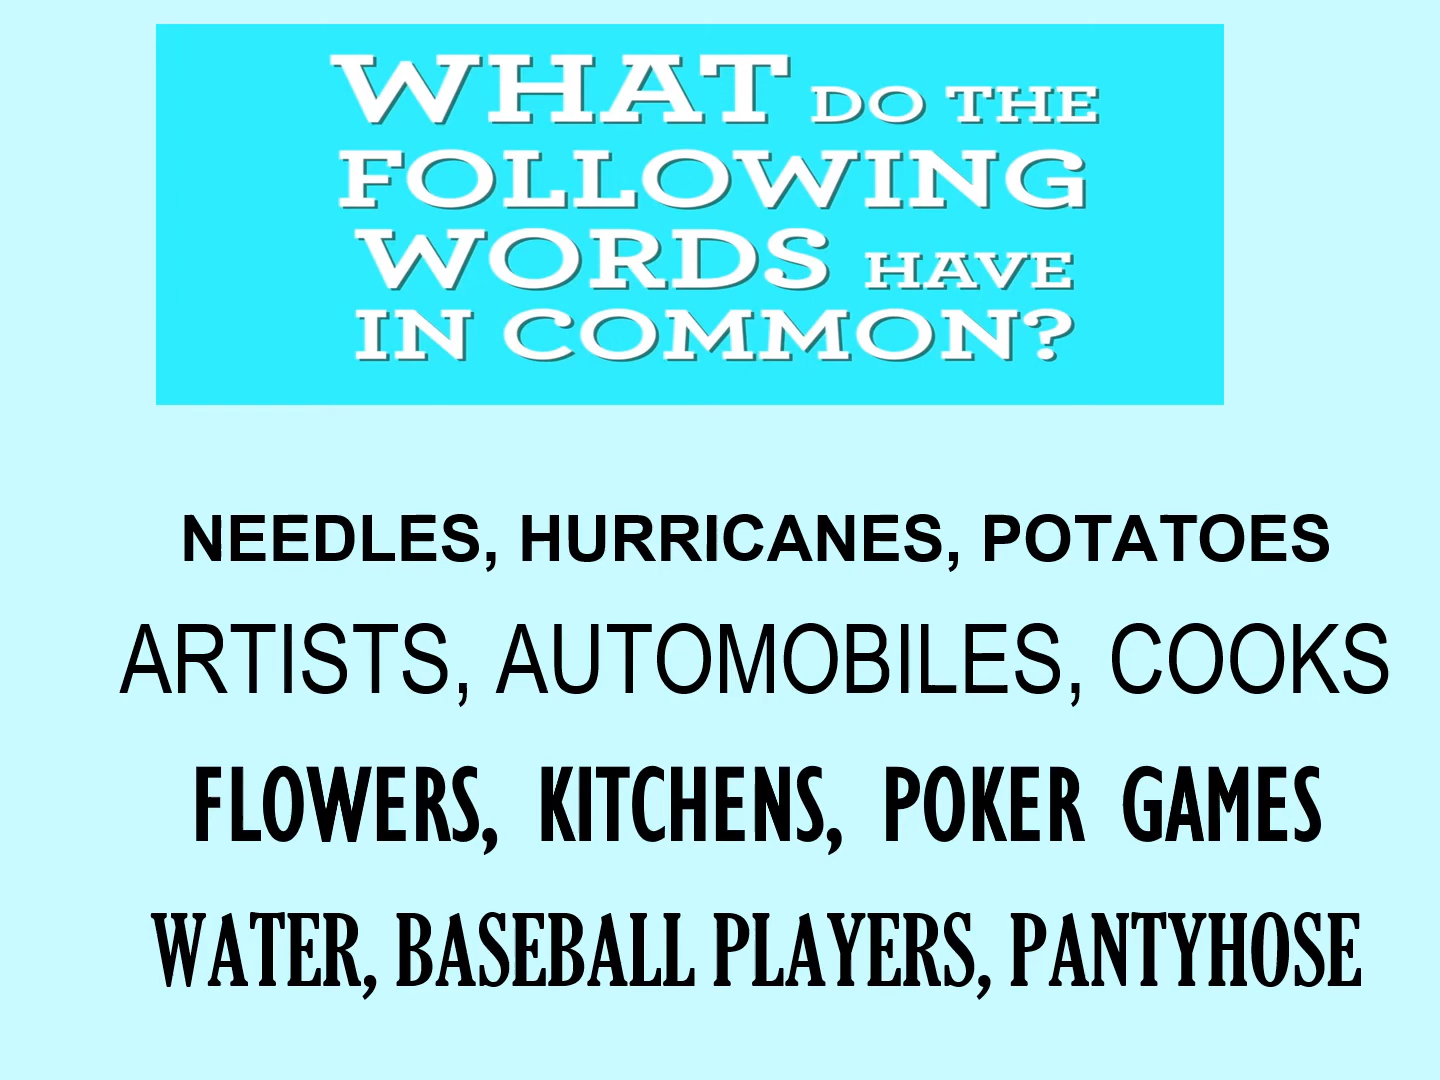 WHAT DO THE
FOLLOWING
WORDS HAVE
IN COMMON?
NEEDLES, HURRICANES, POTATOES
ARTISTS, AUTOMOBILES, COOKS
FLOWERS, KITCHENS, POKER GAMES
WATER, BASEBALL PLAYERS, PANTYHOSE